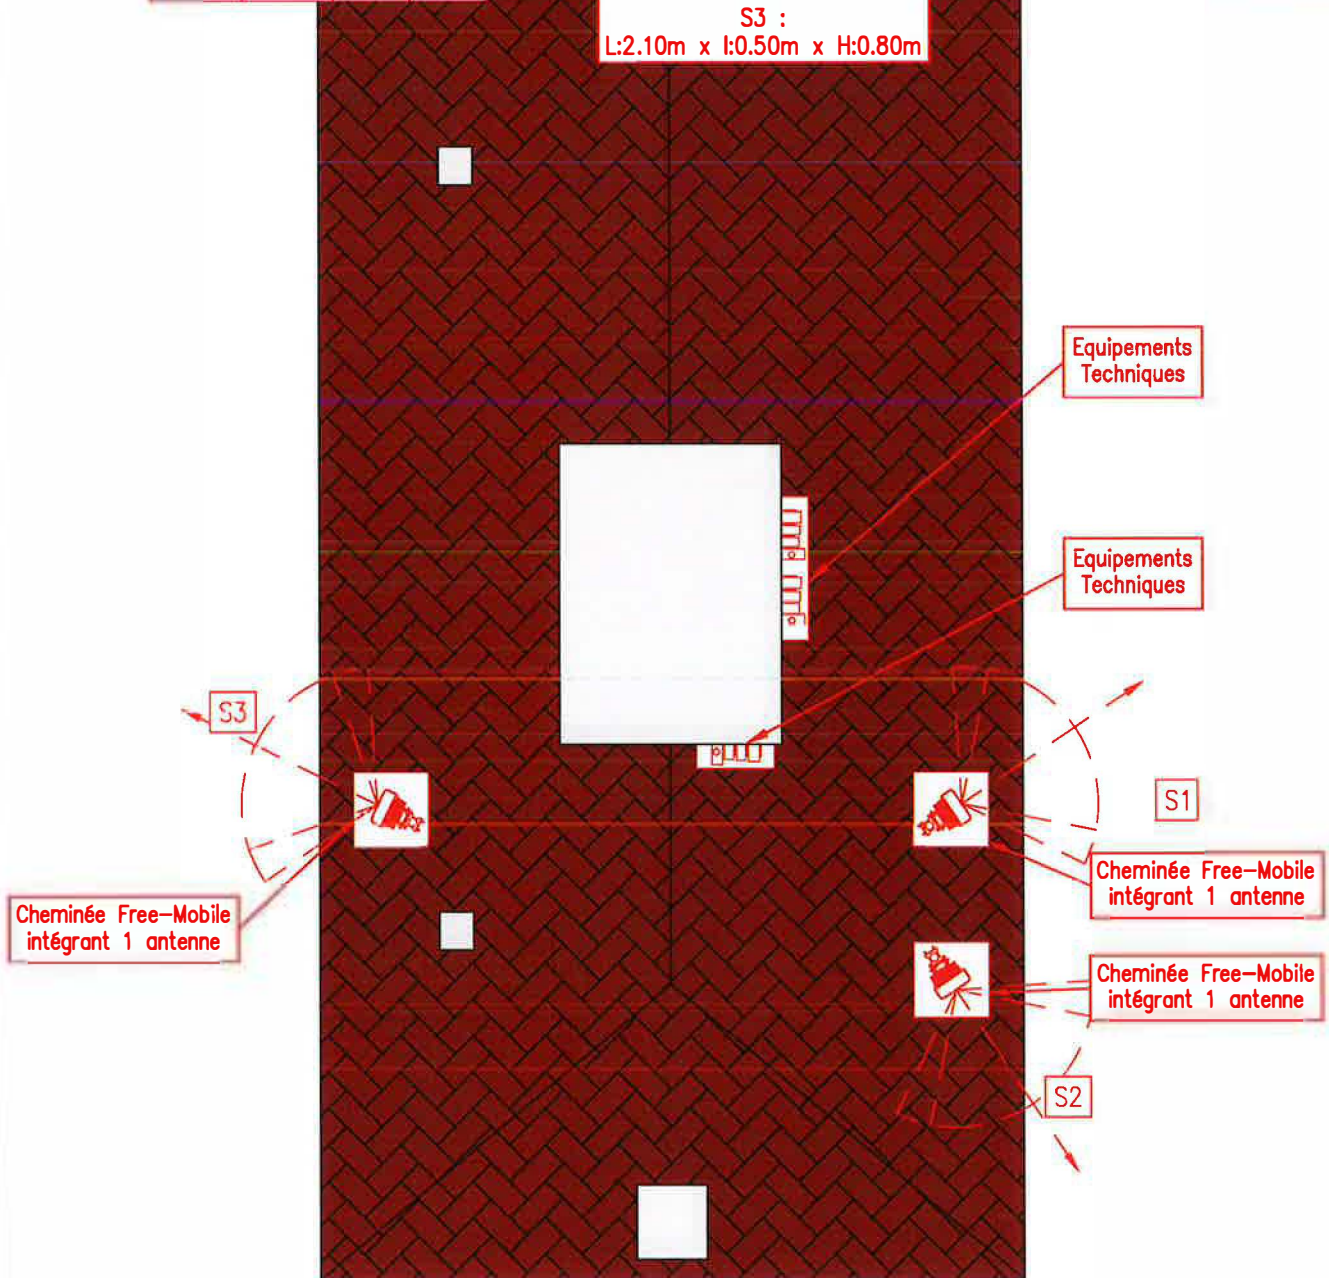 S3 :
L:2.10m x l:0.50m x H:0.80m
Equipements
Techniques
Equipements
Techniques
S3
S1
Cheminée Free-Mobile
intégrant 1 antenne
Cheminée Free-Mobile
intégrant 1 antenne
Cheminée Free-Mobile
intégrant 1 antenne
S2